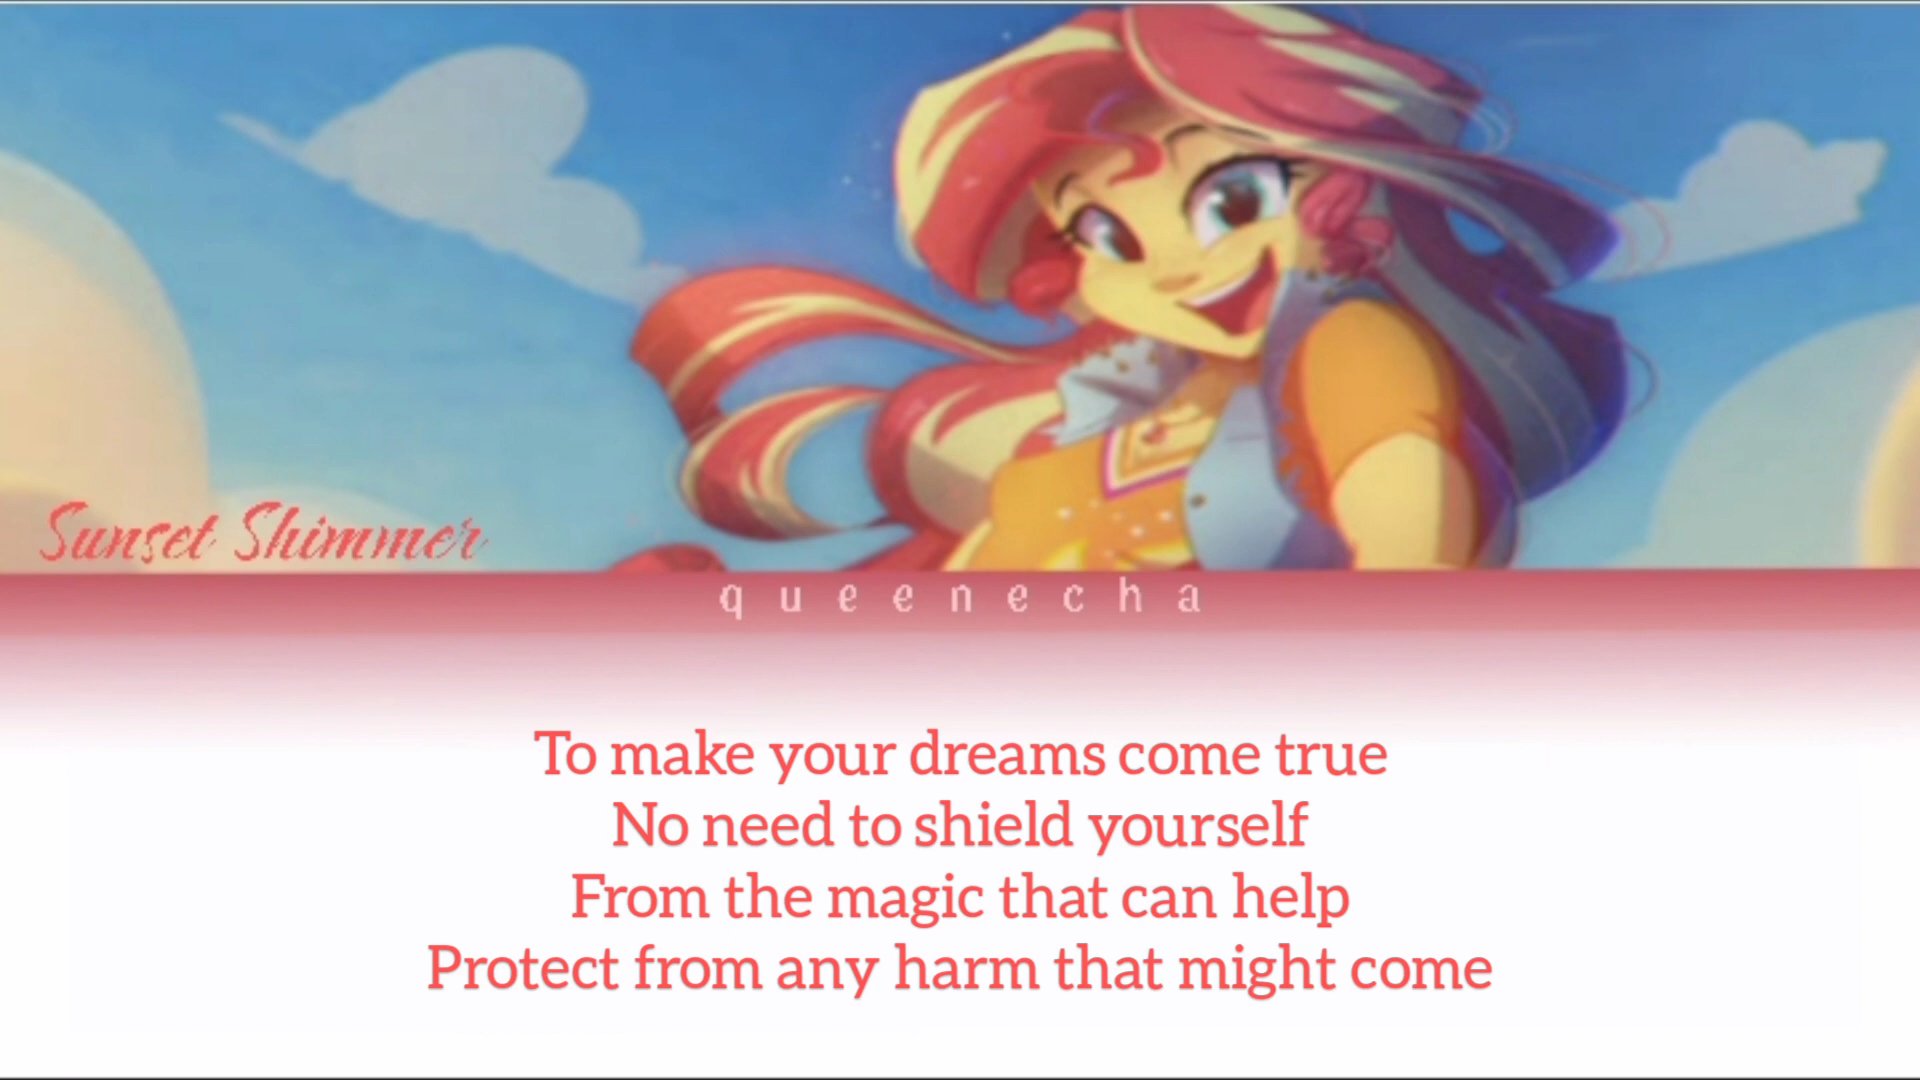 Sunset Shimmer
queenecha
To make your dreams come true
No need to shield yourself
From the magic that can help
Protect from any harm that might come